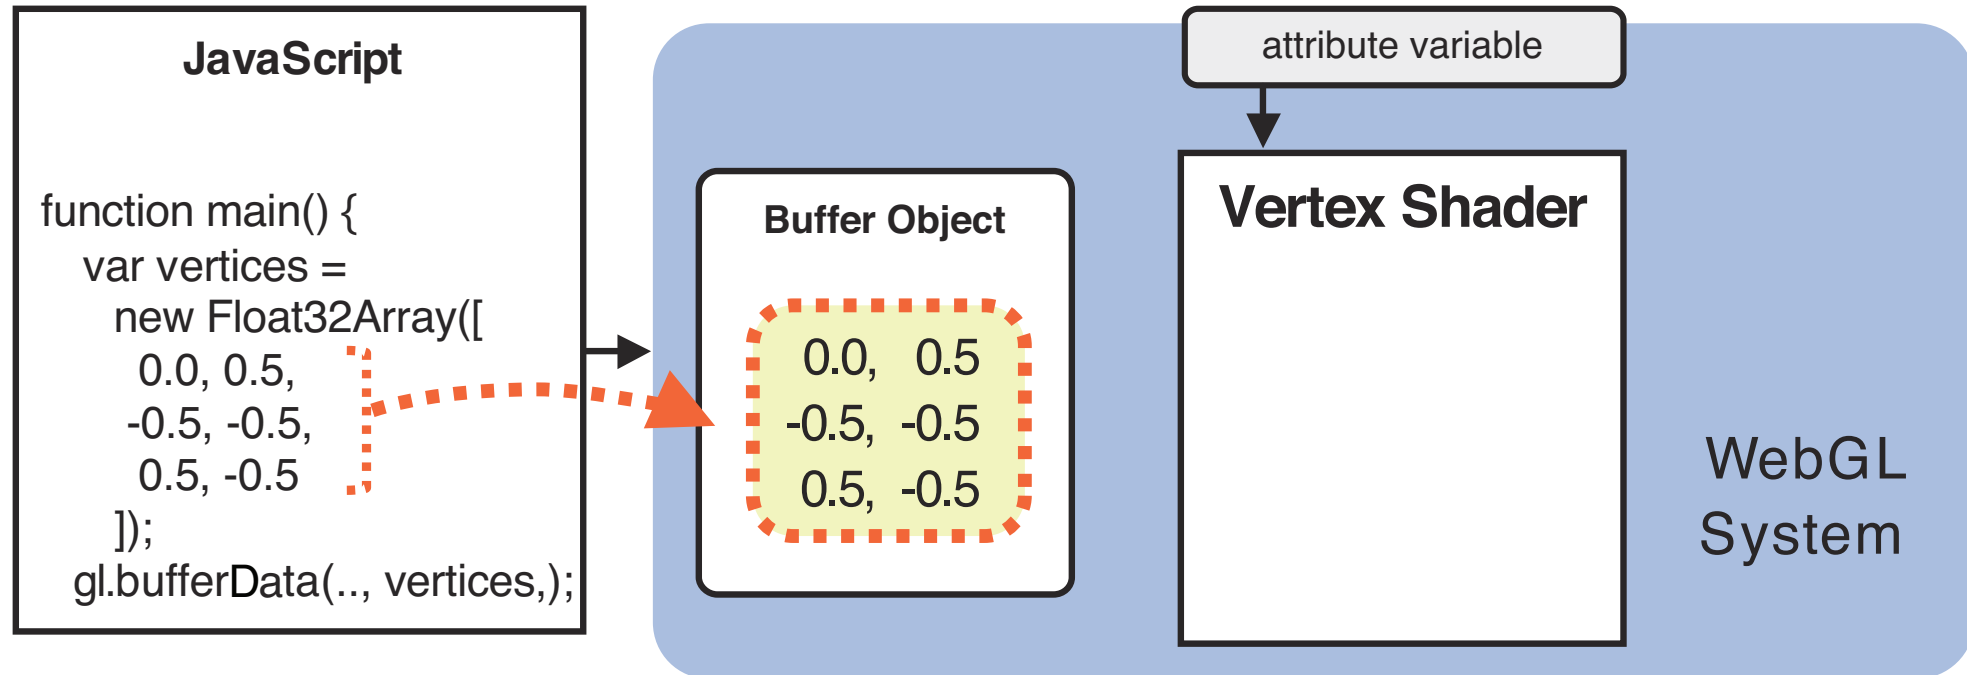 JavaScript
function main() {
var vertices =
new Float32Array([
0.0, 0.5,
-0.5, -0.5,
0.5, -0.5
]);
gl.bufferData(.., vertices,);
Buffer Object
0.0, 0.5
-0.5, -0.5
0.5, -0.5
attribute variable
Vertex Shader
WebGL
System